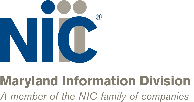 NIC®
Maryland Information Division
A member of the NIC family of companies